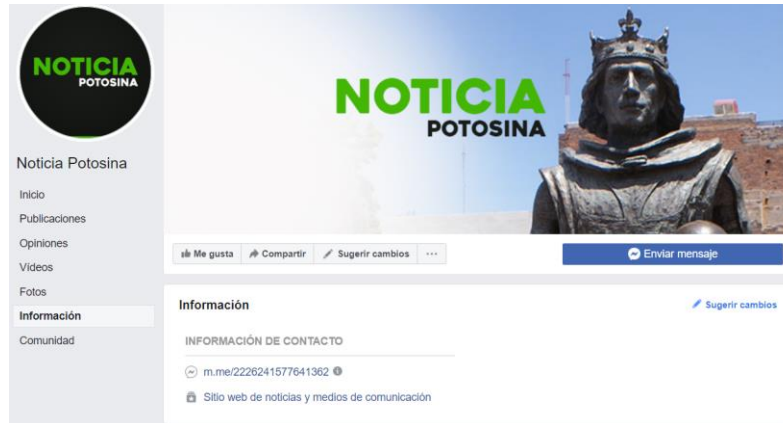 NOTICIA
POTOSINA
NOTICIA
POTOSINA
Noticia Potosina
Inicio
Publicaciones
Opiniones
Vídeos
Fotos
Información
Comunidad
Me gusta Compartir Sugerir cambios ...
Enviar mensaje
Información Sugerir cambios
INFORMACIÓN DE CONTACTO
m.me/2226241577641362
Sitio web de noticias y medios de comunicación